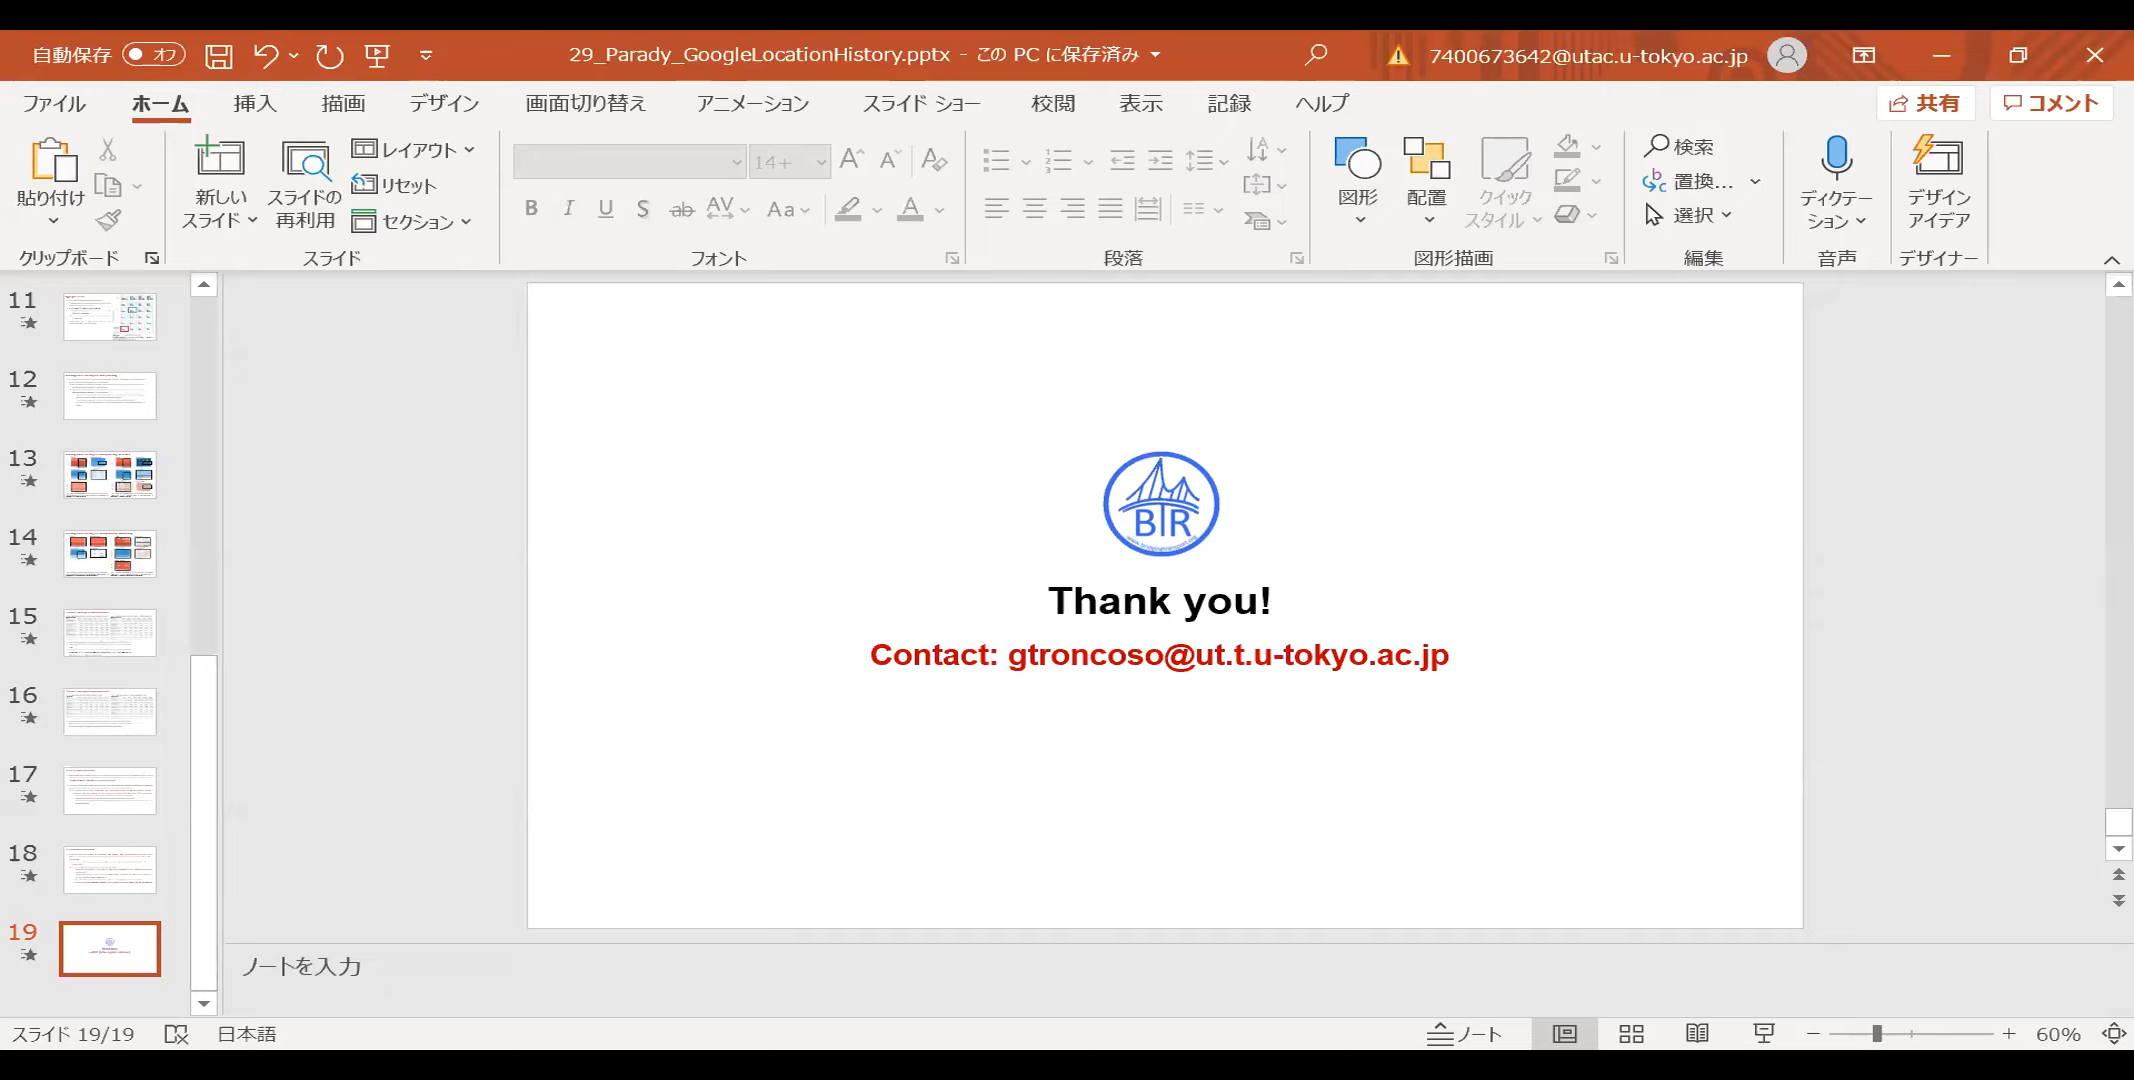 自動保存 オフ 29_Parady_GoogleLocationHistory.pptx - この PC に保存済み 7400673642@utac.u-tokyo.ac.jp
ファイル ホーム 挿入 描画 デザイン 画面切り替え アニメーション スライド ショー 校閲 表示 記録 ヘルプ 共有 コメント
貼り付け
新しい
スライド
スライドの
再利用
レイアウト
リセット
セクション
14+
B I U S ab AV Aa A
図形
配置
クイック
スタイル
検索
置換...
選択
ディクテー
ション
デザイン
アイデア
クリップボード スライド フォント 段落 図形描画 編集 音声 デザイナー
11
12
13
14
15
16
17
18
19
BTR
Thank you!
Contact: gtroncoso@ut.t.u-tokyo.ac.jp
ノートを入力
スライド 19/19 日本語 ノート 60%